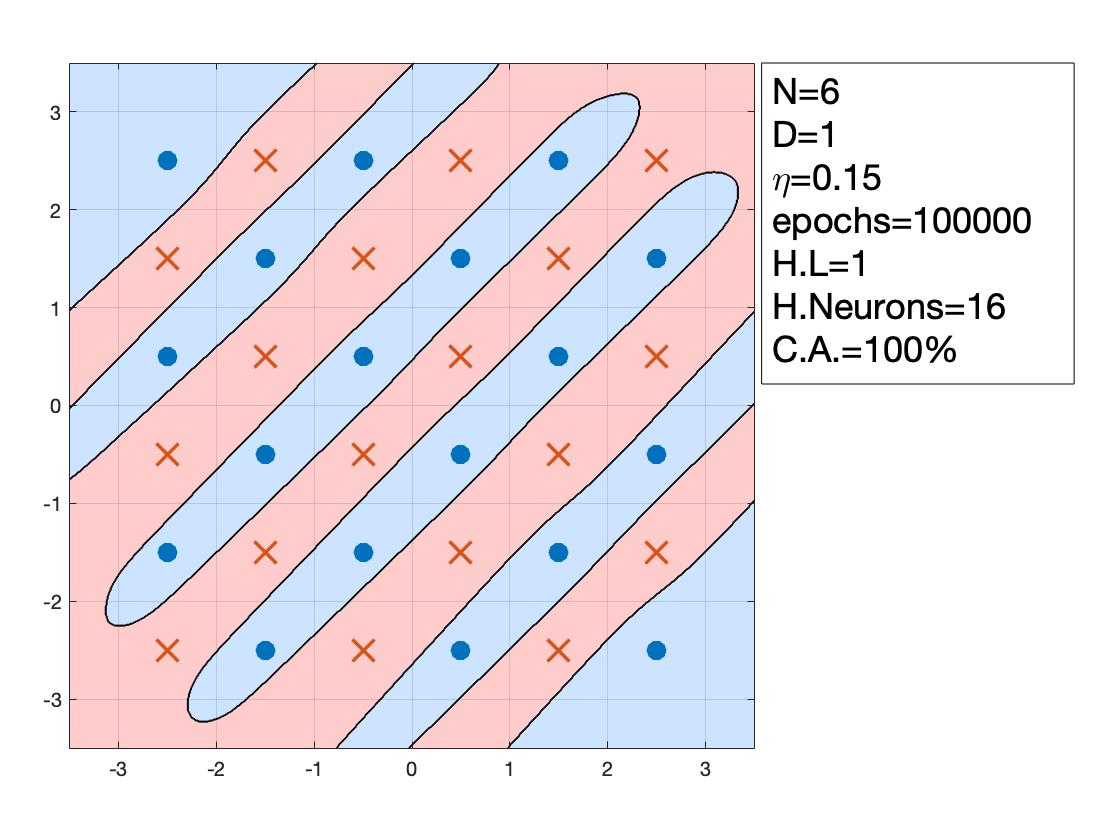 3
2
1
0
-1
-2
-3
-3 -2 -1 0 1 2 3
N=6
D=1
η=0.15
epochs=100000
H.L=1
H.Neurons=16
C.A.=100%